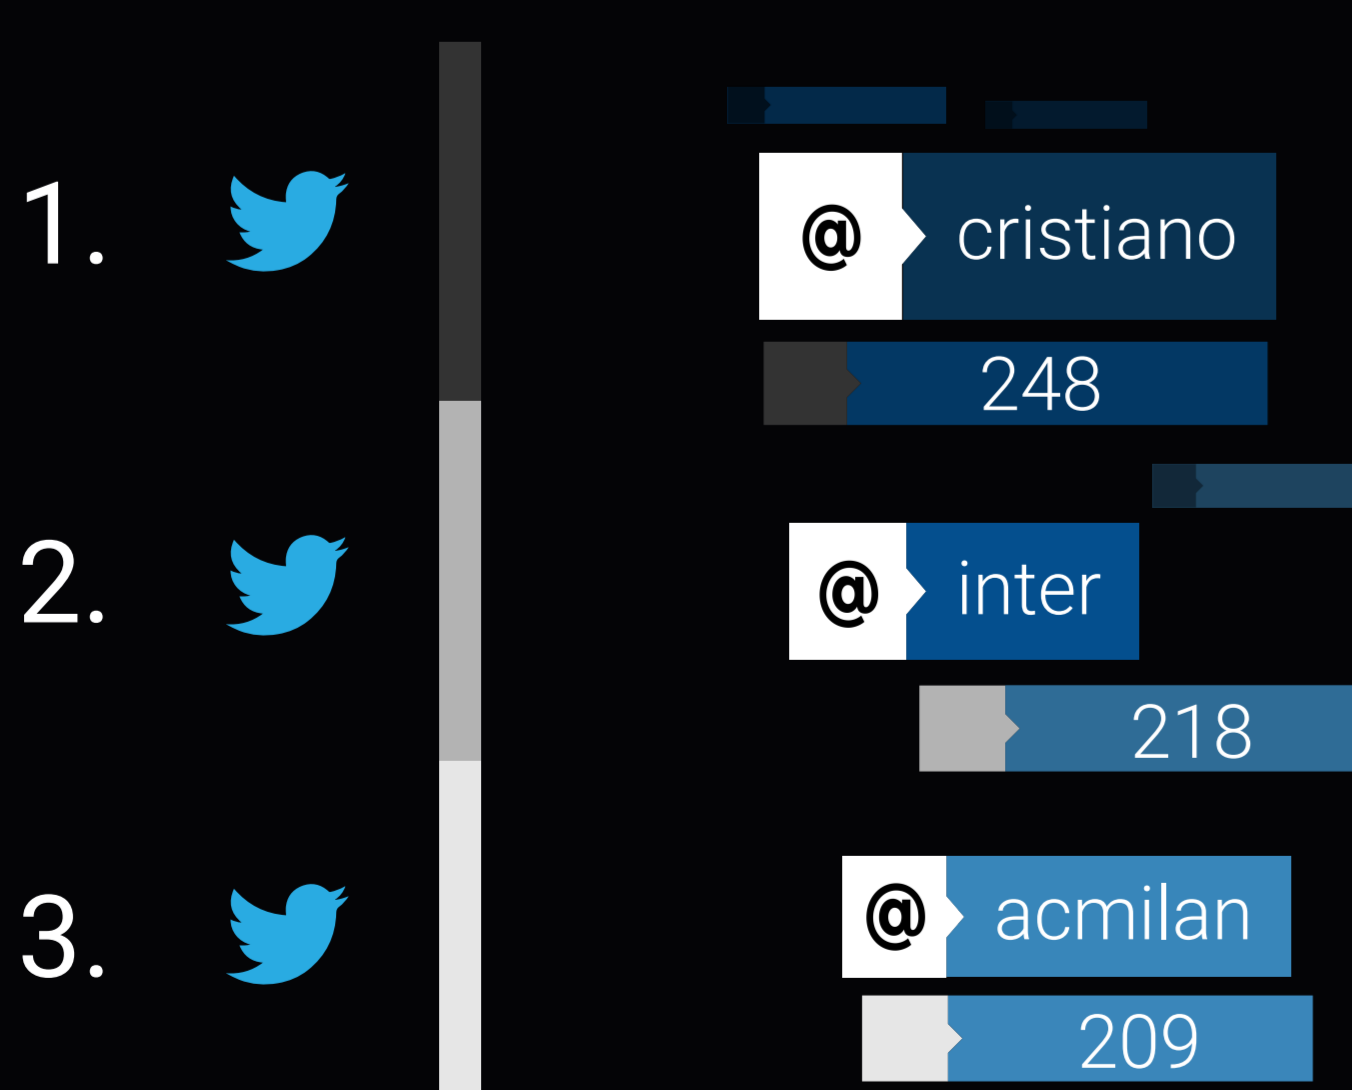 1.
@ cristiano
248
2.
@ inter
218
3.
@ acmilan
209